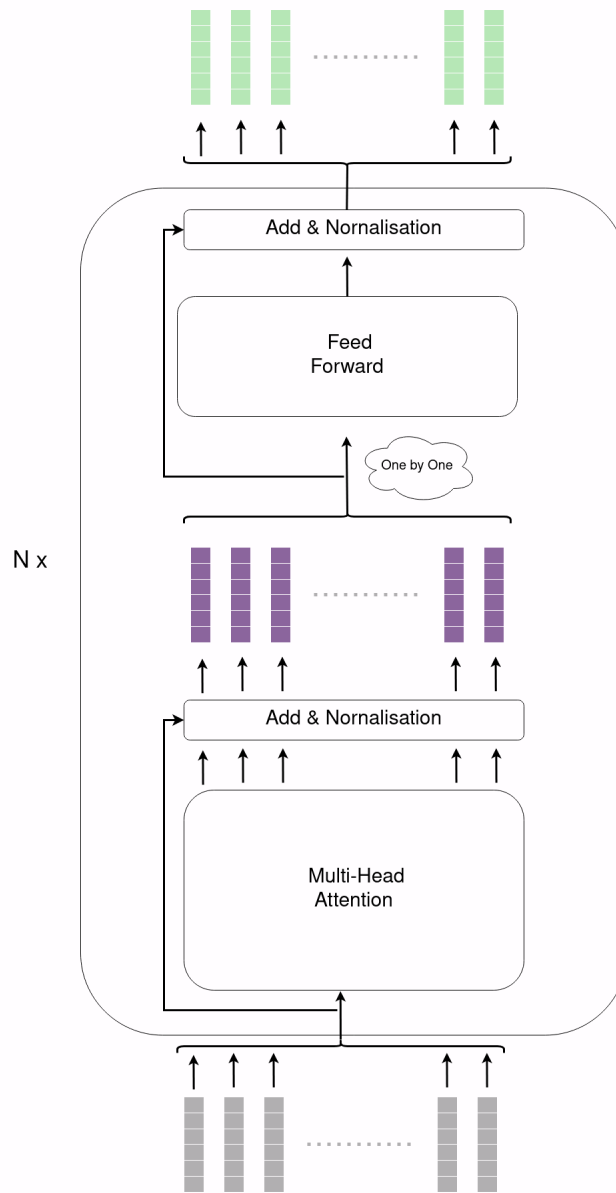 Add & Nornalisation
Feed
Forward
One by One
N x
Add & Nornalisation
Multi-Head
Attention